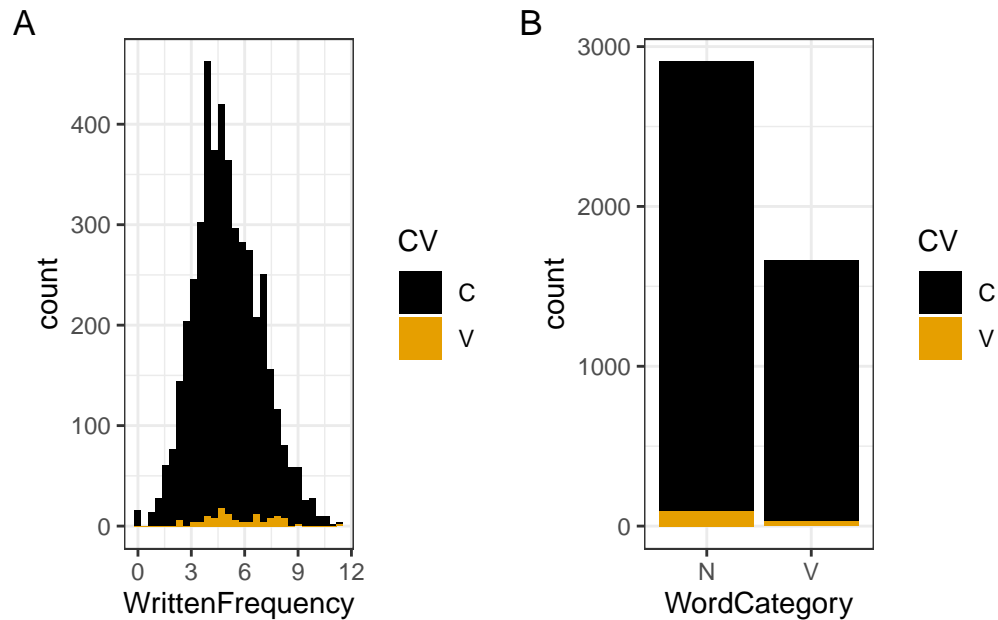 A
count
400
300
200
100
0
0 3 6 9 12
WrittenFrequency
CV
C
V
B
count
3000
2000
1000
0
N V
WordCategory
CV
C
V